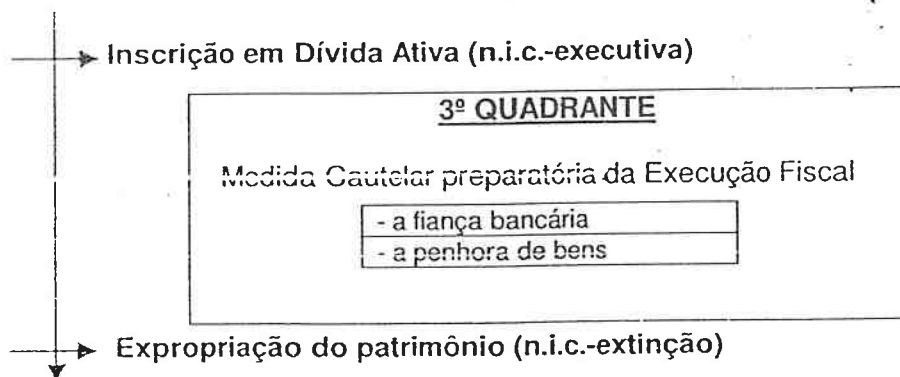 Inscrição em Dívida Ativa (n.i.c.-executiva)
3º QUADRANTE
Medida Cautelar preparatória da Execução Fiscal
- a fiança bancária
- a penhora de bens
Expropriação do patrimônio (n.i.c.-extinção)